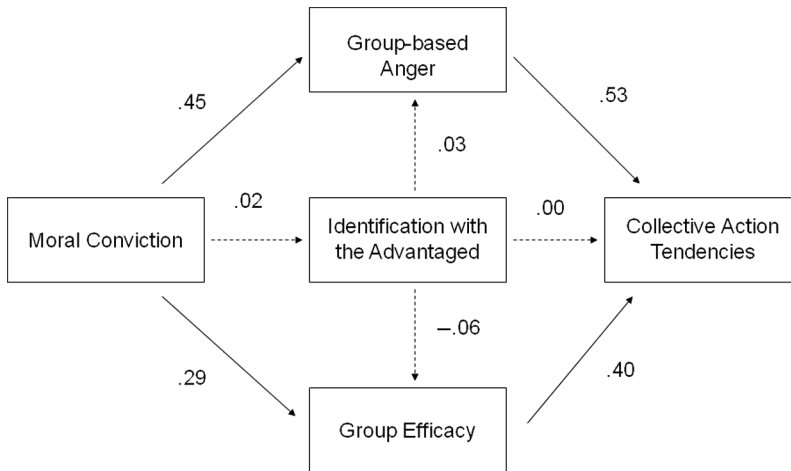 Group-based
Anger
.45
.53
.03
.02
.00
Moral Conviction
Identification with
the Advantaged
Collective Action
Tendencies
–.06
.29
.40
Group Efficacy